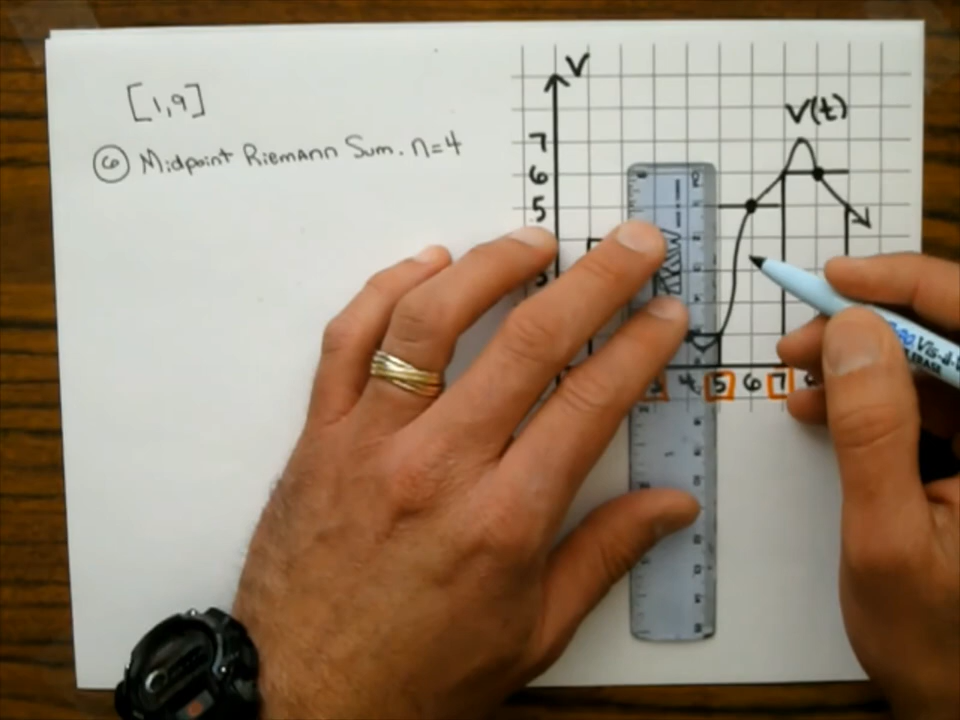 [1,9]
⑥ Midpoint Riemann Sum. n=4
V
V(t)
7
6
5
4 5 6 7